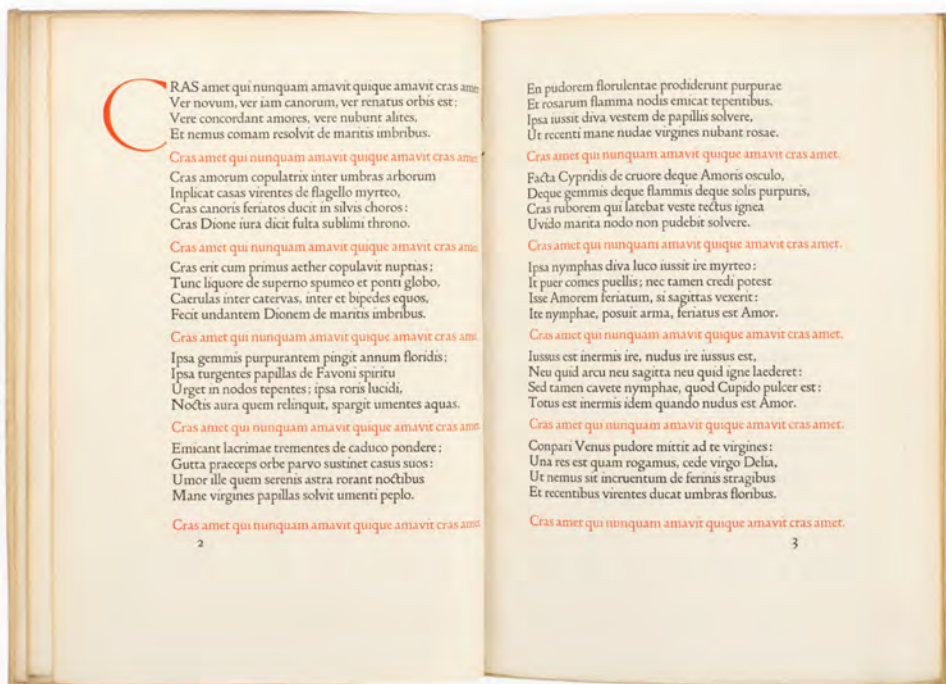 CRAS amet qui nunquam amavit quique amavit cras amet
Ver novum, ver iam canorum, ver renatus orbis est;
Vere concordant amores, vere nubunt alites,
Et nemus comam resolvit de maritis imbribus.
Cras amet qui nunquam amavit quique amavit cras amet
Cras amorum copulatrix inter umbras arborum
Inplicat casas virentes de flagello myrteo,
Cras canoris feriatos ducit in silvis choros:
Cras Dione iura dicit fulta sublimi throno.
Cras amet qui nunquam amavit quique amavit cras amet
Cras erit cum primus aether copulavit nuptias;
Tunc liquore de superno spumeo et ponti globo,
Caerulas inter catervas, inter et bipedes equos,
Fecit undantem Dionem de maritis imbribus.
Cras amet qui nunquam amavit quique amavit cras amet
Ipsa gemmis purpurantem pingit annum floridis;
Ipsa turgentes papillas de Favoni spiritu
Urget in nodos tepentes; ipsa roris lucidi,
Noctis aura quem relinquit, spargit umentes aquas.
Cras amet qui nunquam amavit quique amavit cras amet
Emicant lacrimae trementes de caduco pondere;
Gutta praeceps orbe parvo sustinet casus suos:
Umor ille quem serenis astra rorant noctibus
Mane virgines papillas solvit umenti peplo.
Cras amet qui nunquam amavit quique amavit cras amet
2
En pudorem florulentae prodiderunt purpurae
Et rosarum flamma nodis emicat tepentibus.
Ipsa iussit diva vestem de papillis solvere,
Ut recenti mane nudae virgines nubant rosae.
Cras amet qui nunquam amavit quique amavit cras amet.
Facta Cypridis de cruore deque Amoris osculo,
Deque gemmis deque flammis deque solis purpuris,
Cras ruborem qui latebat veste tectus ignea
Uvido marita nodo non pudebit solvere.
Cras amet qui nunquam amavit quique amavit cras amet.
Ipsa nymphas diva luco iussit ire myrteo:
It puer comes puellis; nec tamen credi potest
Isse Amorem feriatum, si sagittas vexerit:
Ite nymphae, posuit arma, feriatus est Amor.
Cras amet qui nunquam amavit quique amavit cras amet.
Iussus est inermis ire, nudus ire iussus est,
Neu quid arcu neu sagitta neu quid igne laederet:
Sed tamen cavete nymphae, quod Cupido pulcer est:
Totus est inermis idem quando nudus est Amor.
Cras amet qui nunquam amavit quique amavit cras amet.
Conpari Venus pudore mittit ad te virgines:
Una res est quam rogamus, cede virgo Delia,
Ut nemus sit incruentum de ferinis stragibus
Et recentibus virentes ducat umbras floribus.
Cras amet qui nunquam amavit quique amavit cras amet.
3